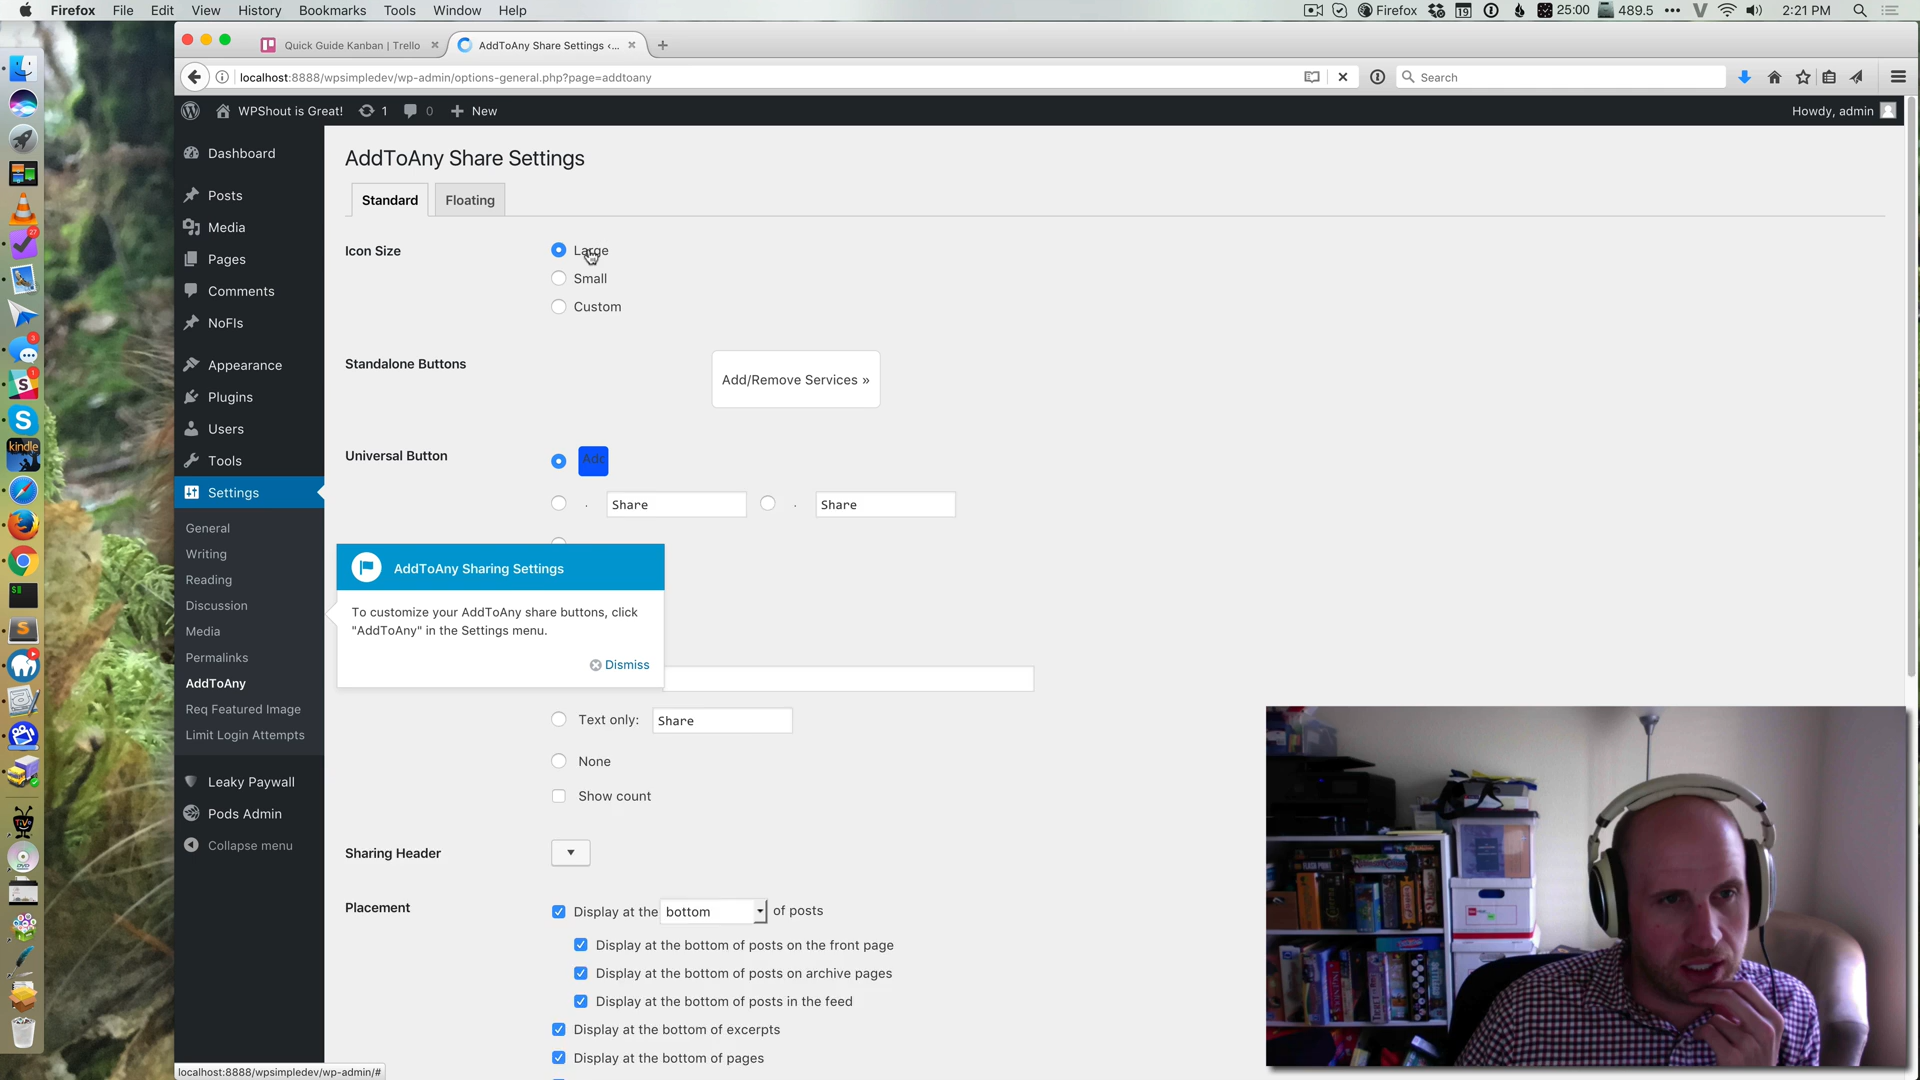 Firefox File Edit View History Bookmarks Tools Window Help
Firefox 19 25:00 489.5 2:21 PM
Quick Guide Kanban | Trello
AddToAny Share Settings ‹...
localhost:8888/wpsimpledev/wp-admin/options-general.php?page=addtoany
Search
WPShout is Great! 1 0 New
Howdy, admin
Dashboard
Posts
Media
Pages
Comments
NoFIs
Appearance
Plugins
Users
Tools
Settings
General
Writing
Reading
Discussion
Media
Permalinks
AddToAny
Req Featured Image
Limit Login Attempts
Leaky Paywall
Pods Admin
Collapse menu
AddToAny Share Settings
Standard Floating
Icon Size
Large
Small
Custom
Standalone Buttons
Add/Remove Services »
Universal Button
Share
Share
AddToAny Sharing Settings
To customize your AddToAny share buttons, click
"AddToAny" in the Settings menu.
Dismiss
Text only: Share
None
Show count
Sharing Header
Placement
Display at the bottom of posts
Display at the bottom of posts on the front page
Display at the bottom of posts on archive pages
Display at the bottom of posts in the feed
Display at the bottom of excerpts
Display at the bottom of pages
localhost:8888/wpsimpledev/wp-admin/#
27
3
1
kindle